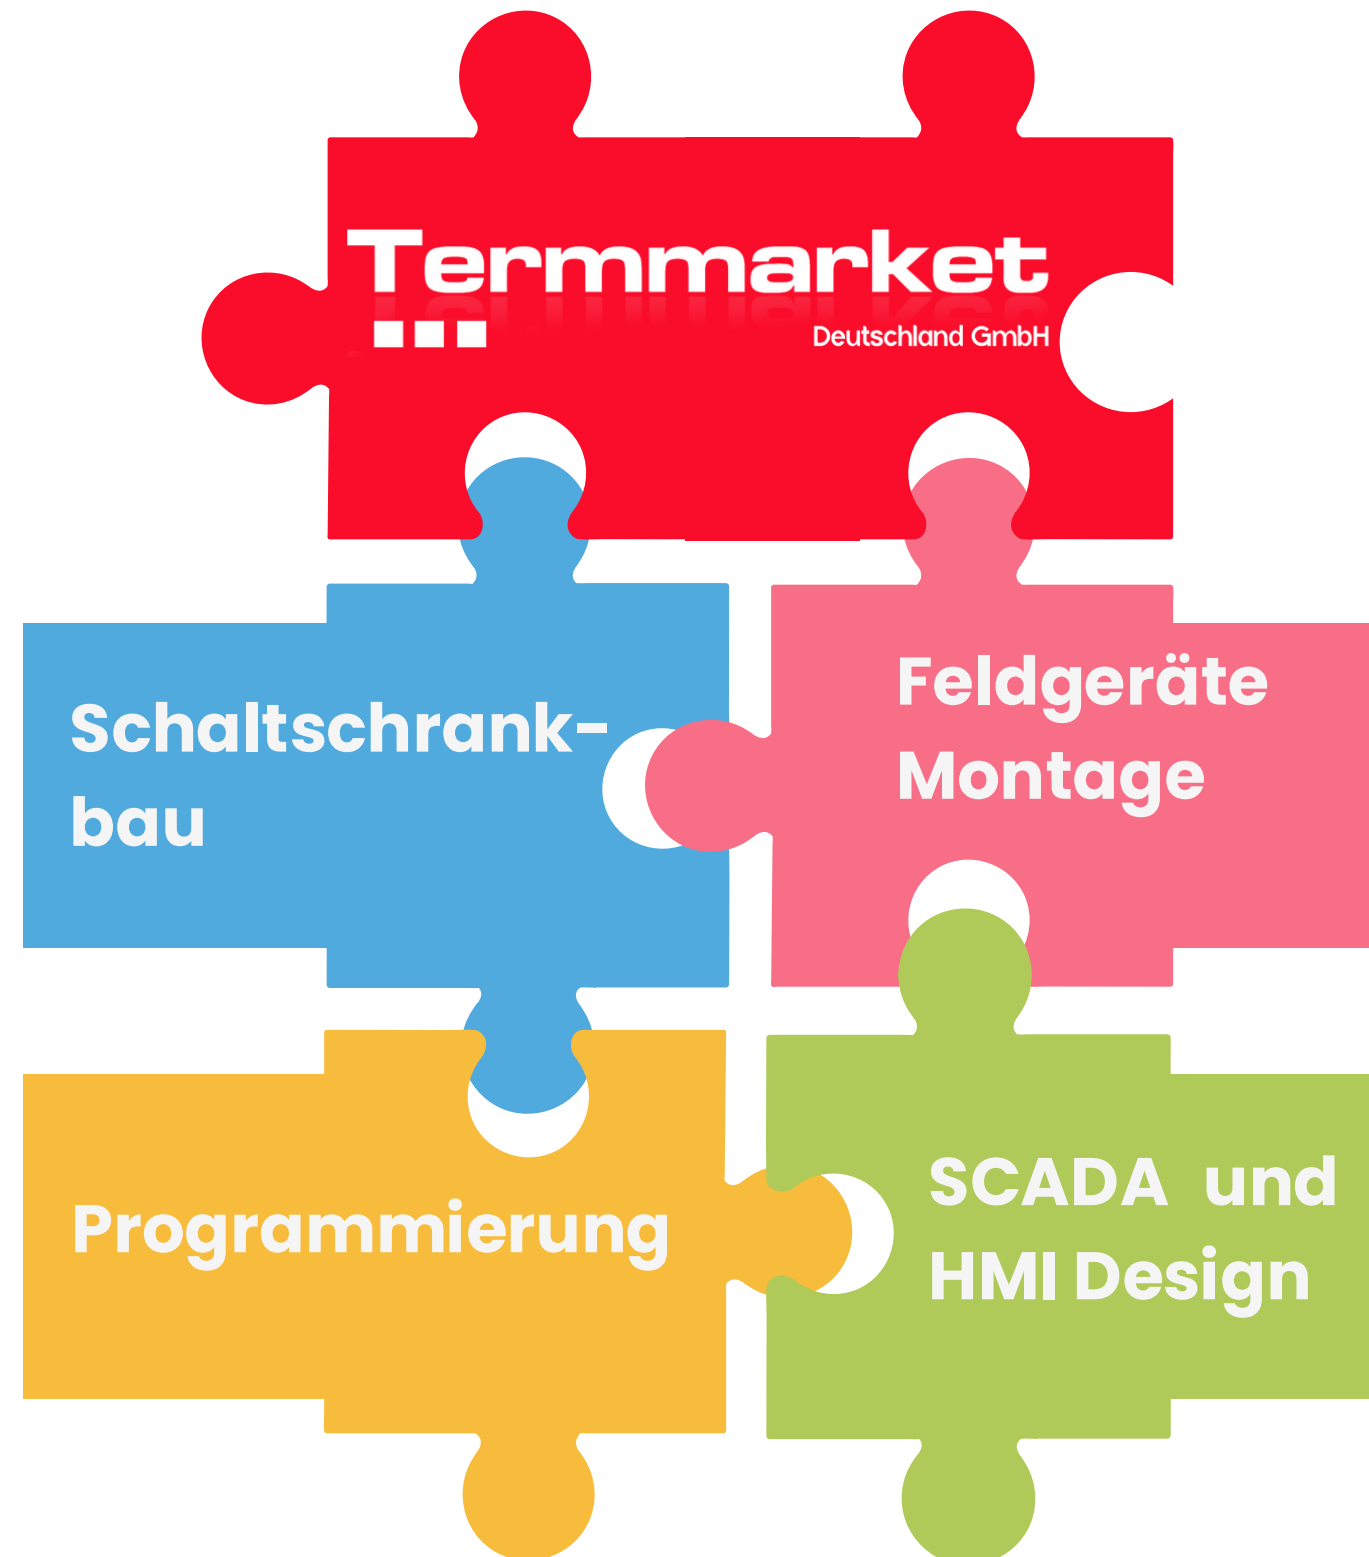 Termmarket
Deutschland GmbH
Schaltschrank-
bau
Feldgeräte
Montage
Programmierung
SCADA und
HMI Design